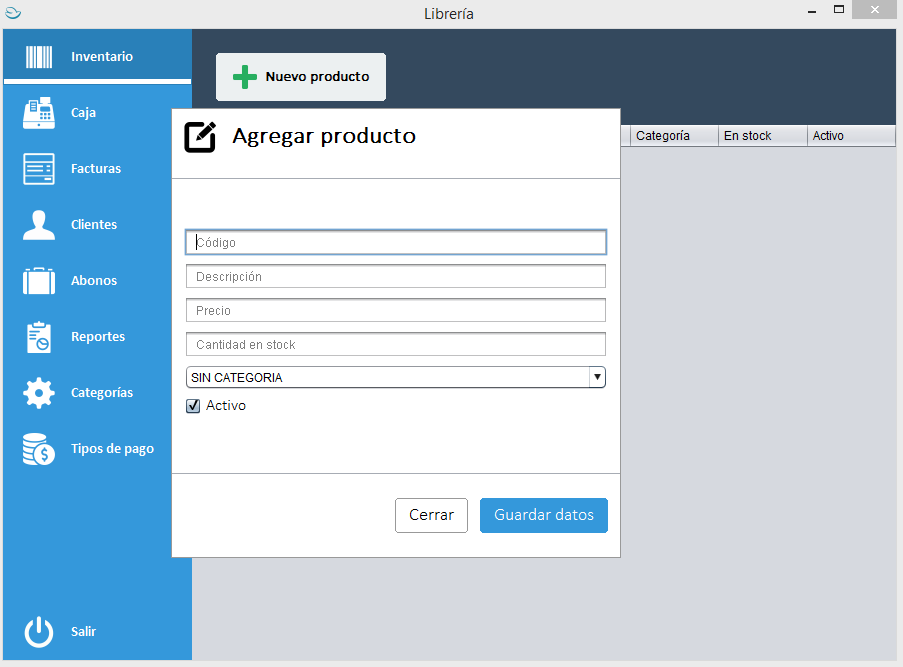 Librería
Inventario
Caja
Facturas
Clientes
Abonos
Reportes
Categorías
Tipos de pago
Salir
Nuevo producto
Categoría
En stock
Activo
Agregar producto
Código
Descripción
Precio
Cantidad en stock
SIN CATEGORIA
Activo
Cerrar
Guardar datos